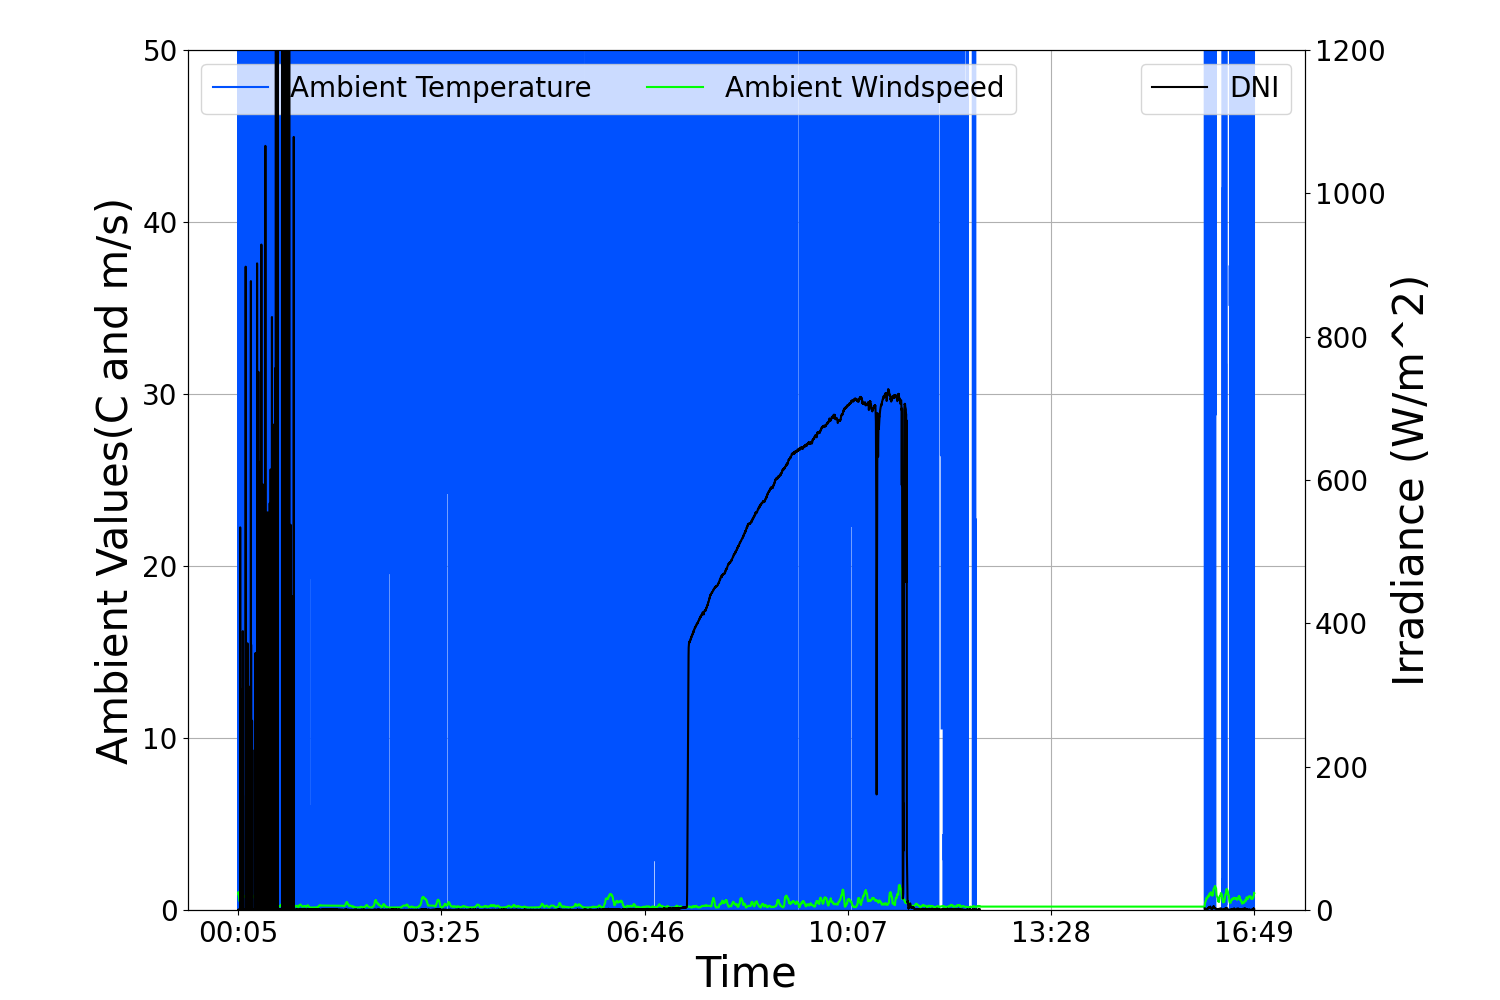 Ambient Temperature Ambient Windspeed DNI
50
40
30
20
10
0
Ambient Values(C and m/s)
1200
1000
800
600
400
200
0
Irradiance (W/m^2)
00:05 03:25 06:46 10:07 13:28 16:49
Time